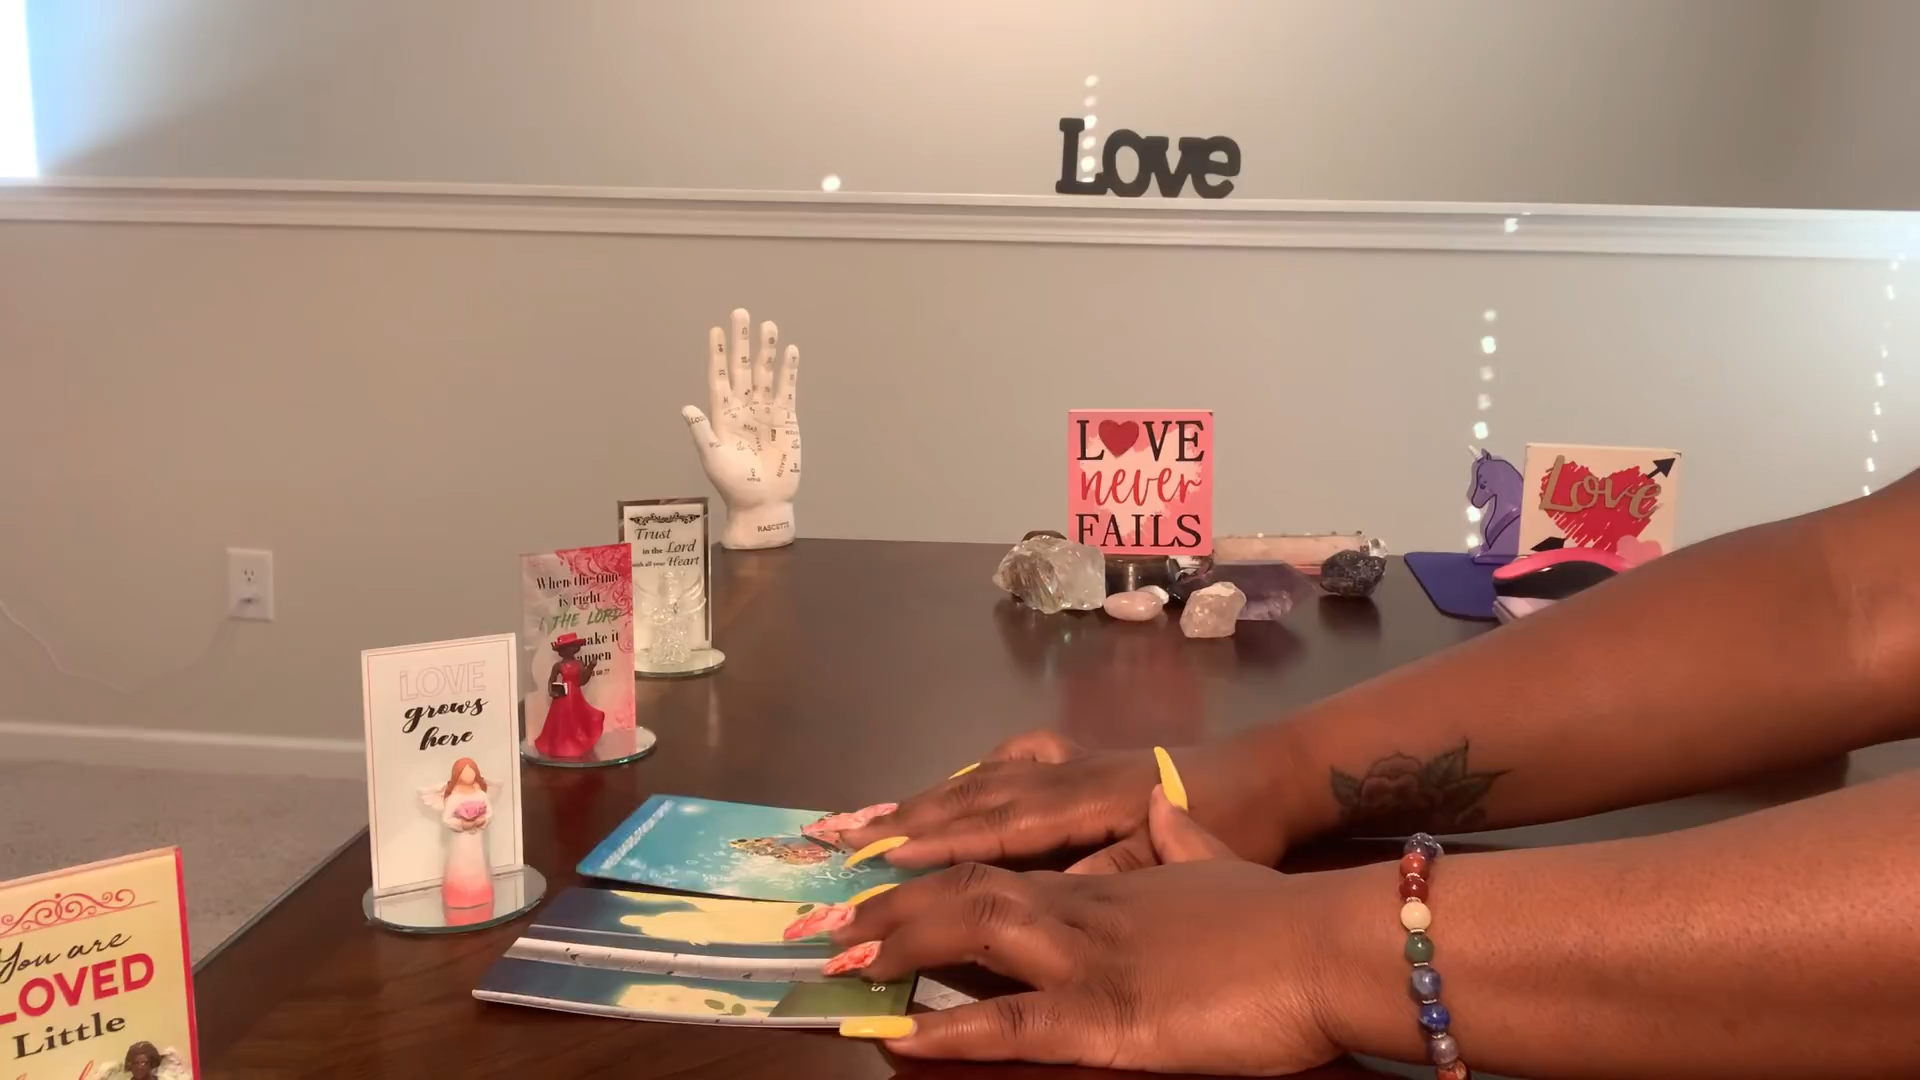 Love
LOVE
never
FAILS
Love
RASCETTE
Trust
in the Lord
with all your Heart
When the time
is right,
I THE LORD
make it
LOVE
grows
here
You are
LOVED
Little
You